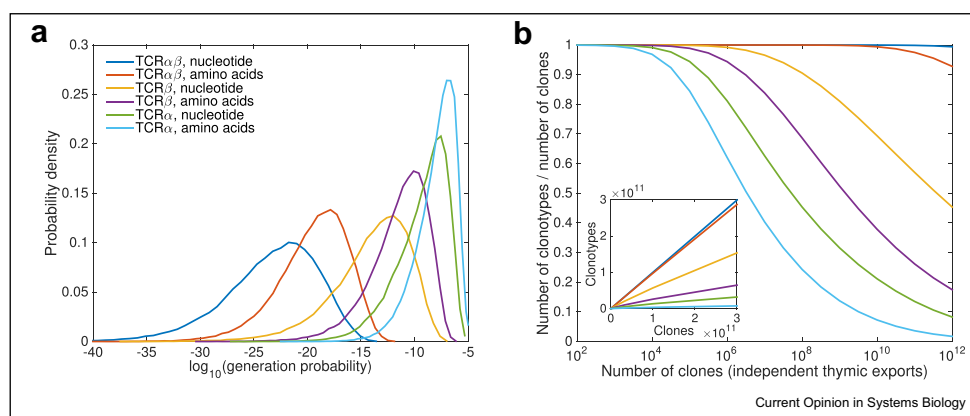 a
0.3
0.25
0.2
0.15
0.1
0.05
0
Probability density
TCRαβ, nucleotide
TCRαβ, amino acids
TCRβ, nucleotide
TCRβ, amino acids
TCRα, nucleotide
TCRα, amino acids
-40 -35 -30 -25 -20 -15 -10 -5
log10(generation probability)
b
1
0.9
0.8
0.7
0.6
0.5
0.4
0.3
0.2
0.1
0
Number of clonotypes / number of clones
3 ×10^11
2
1
0
Clonotypes
0 1 2 3
Clones ×10^11
10^2 10^4 10^6 10^8 10^10 10^12
Number of clones (independent thymic exports)
Current Opinion in Systems Biology